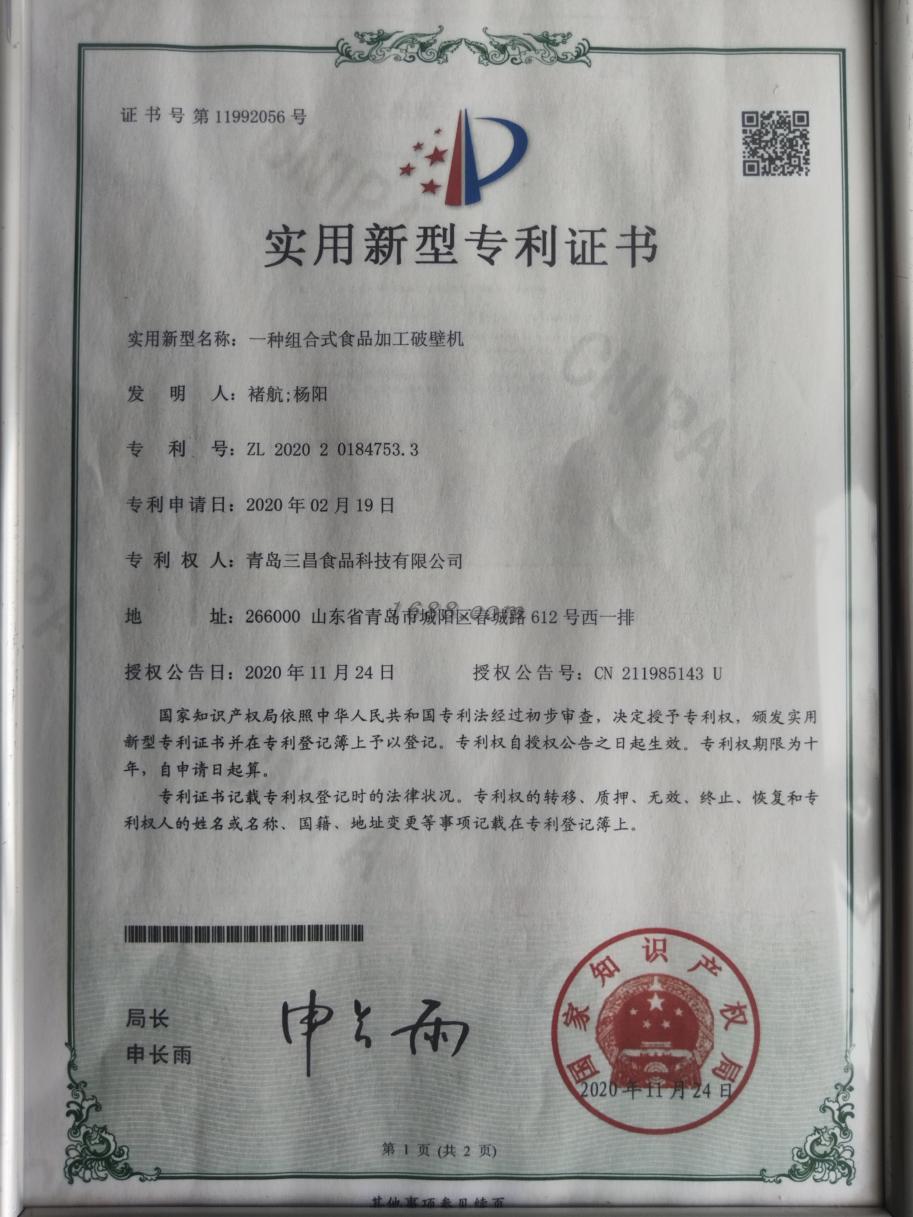 证书号第11992056号
实用新型专利证书
实用新型名称：一种组合式食品加工破壁机
发明人：褚航;杨阳
专利号：ZL 2020 2 0184753.3
专利申请日：2020年02月19日
专利权人：青岛三昌食品科技有限公司
地址：266000 山东省青岛市城阳区春城路612号西一排
1688.com
授权公告日：2020年11月24日 授权公告号：CN 211985143 U
国家知识产权局依照中华人民共和国专利法经过初步审查，决定授予专利权，颁发实用
新型专利证书并在专利登记簿上予以登记。专利权自授权公告之日起生效。专利权期限为十
年，自申请日起算。
专利证书记载专利权登记时的法律状况。专利权的转移、质押、无效、终止、恢复和专
利权人的姓名或名称、国籍、地址变更等事项记载在专利登记簿上。
局长
申长雨
申长雨
国家知识产权局
2020年11月24日
第1页(共2页)
其他事项参见续页
CNIPA